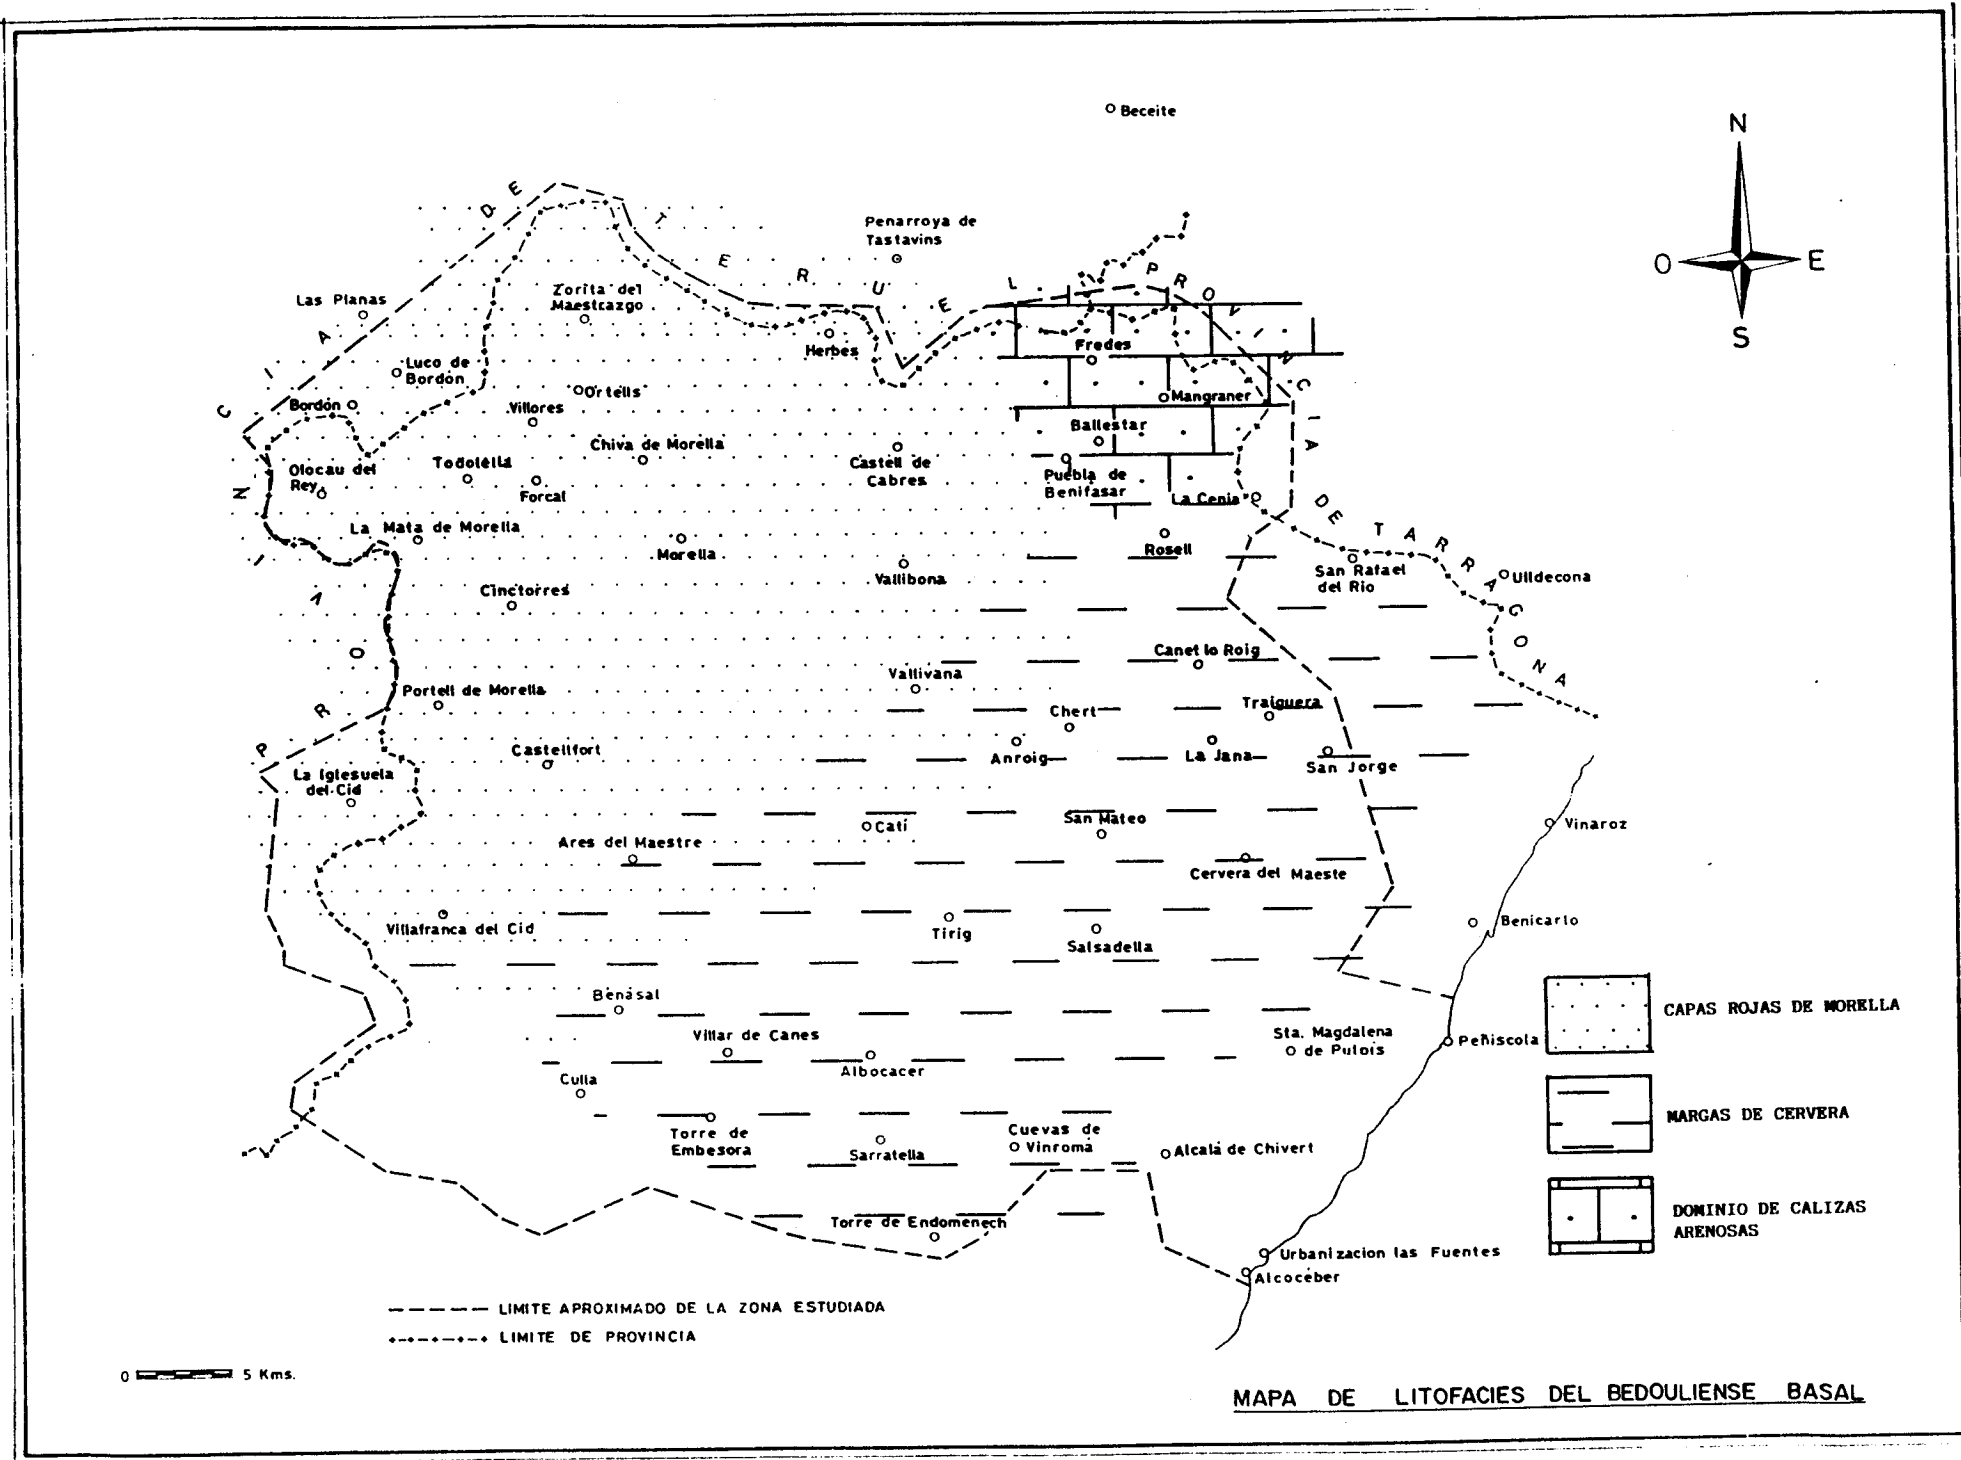 N
O
E
S
Beceite
PROVINCIA DE TERUEL
PROVINCIA DE TARRAGONA
Penarroya de
Tastavins
Las Planas
Zorita del
Maestrazgo
Herbes
Fredes
Luco de
Bordón
Ortells
Mangraner
Bordón
Villores
Ballestar
Chiva de Morella
Olocau del
Rey
Todolella
Forcal
Castell de
Cabres
Puebla de
Benifasar
La Cenia
La Mata de Morella
Morella
Rosell
Vallibona
San Rafael
del Rio
Ulldecona
Cinctorres
Canet lo Roig
Vallivana
Portell de Morella
Chert
Traiguera
Castellfort
Anroig
La Jana
San Jorge
La Iglesuela
del Cid
Catí
San Mateo
Vinaroz
Ares del Maestre
Cervera del Maeste
Villafranca del Cid
Tirig
Salsadella
Benicarlo
Benasal
Villar de Canes
Albocacer
Sta. Magdalena
de Pulpis
Peñiscola
Culla
Torre de
Embesora
Sarratella
Cuevas de
Vinromá
Alcalá de Chivert
Torre de Endomenech
Urbanizacion las Fuentes
Alcocéber
CAPAS ROJAS DE MORELLA
MARGAS DE CERVERA
DOMINIO DE CALIZAS
ARENOSAS
LIMITE APROXIMADO DE LA ZONA ESTUDIADA
LIMITE DE PROVINCIA
0 5 Kms.
MAPA DE LITOFACIES DEL BEDOULIENSE BASAL